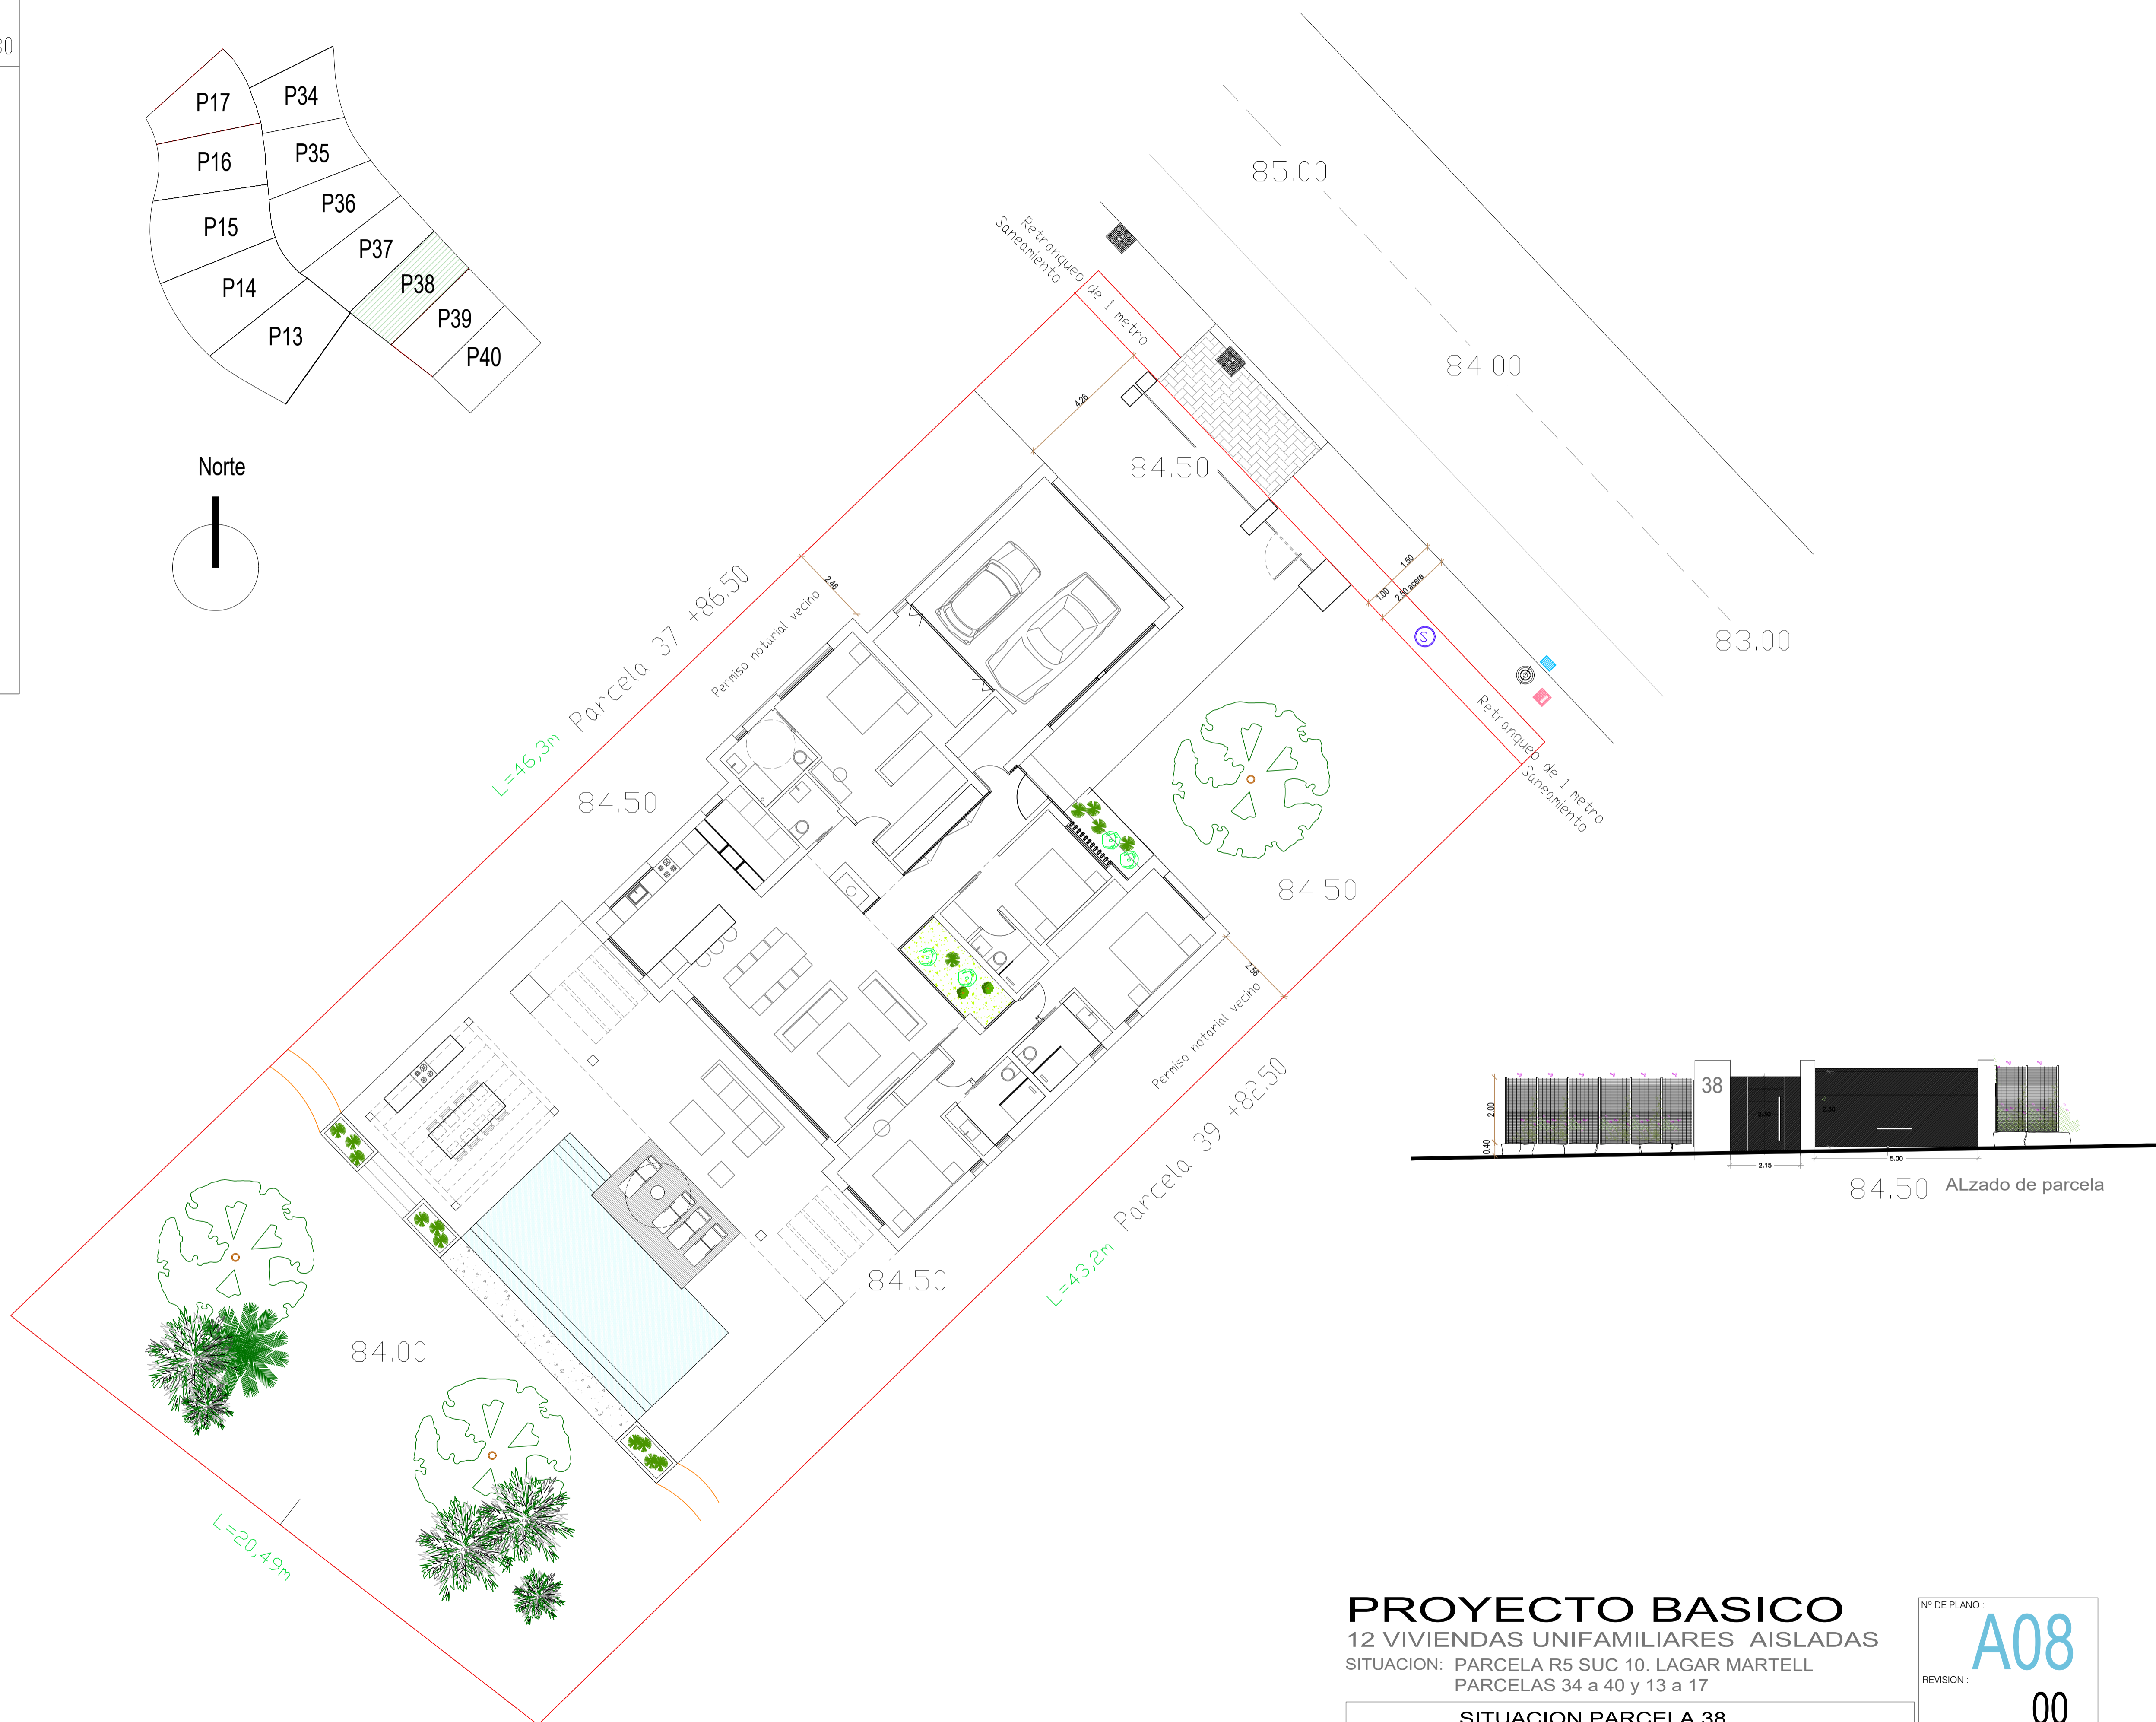 P17
P34
P16
P35
P15
P36
P14
P37
P13
P38
P39
P40
Norte
85.00
84.00
83.00
Retranqueo de 1 metro
Saneamiento
4.26
84.50
1.50
1.00
2.50 acera
S
Retranqueo de 1 metro
Saneamiento
2.46
Permiso notarial vecino
L=46,3m
Parcela 37 +86.50
84.50
84.50
2.56
Permiso notarial vecino
L=43,2m
Parcela 39 +82.50
84.50
84.00
L=20,49m
38
2.00
0.40
2.30
2.50
2.15
5.00
84.50
ALzado de parcela
PROYECTO BASICO
12 VIVIENDAS UNIFAMILIARES AISLADAS
SITUACION: PARCELA R5 SUC 10. LAGAR MARTELL
PARCELAS 34 a 40 y 13 a 17
SITUACION PARCELA 38
Nº DE PLANO :
A08
REVISION :
00